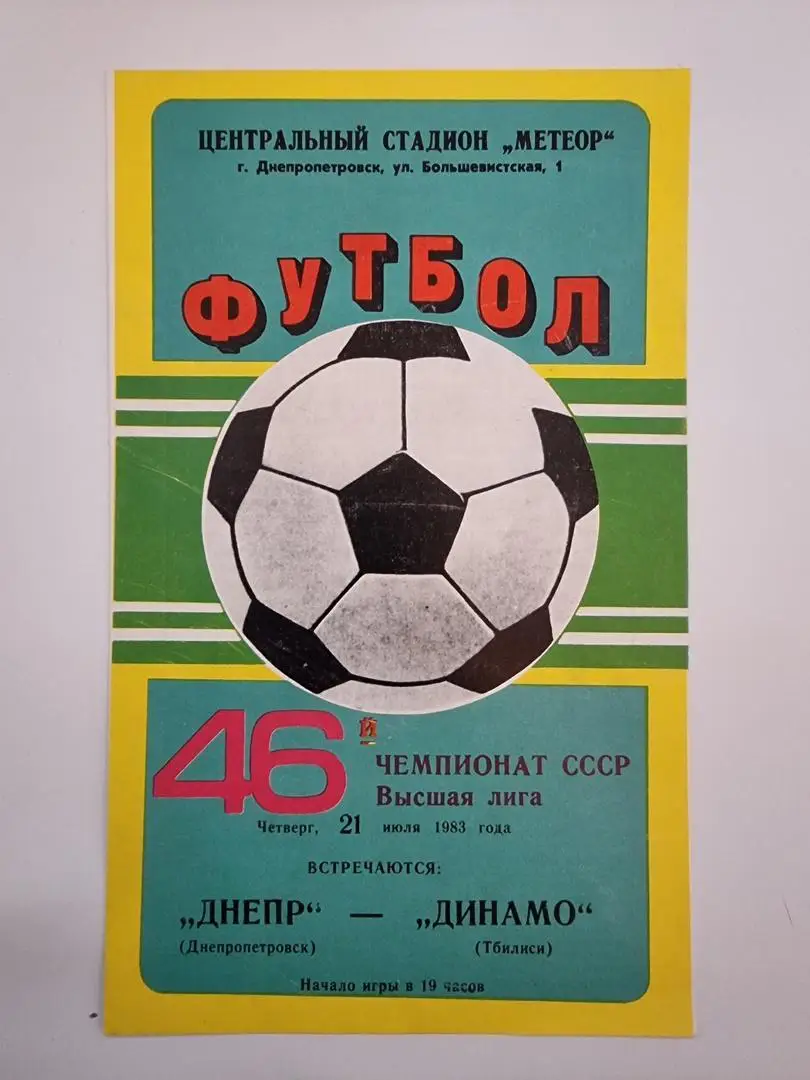 ЦЕНТРАЛЬНЫЙ СТАДИОН „МЕТЕОР“
г. Днепропетровск, ул. Большевистская, 1
ФУТБОЛ
46й
ЧЕМПИОНАТ СССР
Высшая лига
Четверг, 21 июля 1983 года
ВСТРЕЧАЮТСЯ:
„ДНЕПР“ — „ДИНАМО“
(Днепропетровск) (Тбилиси)
Начало игры в 19 часов